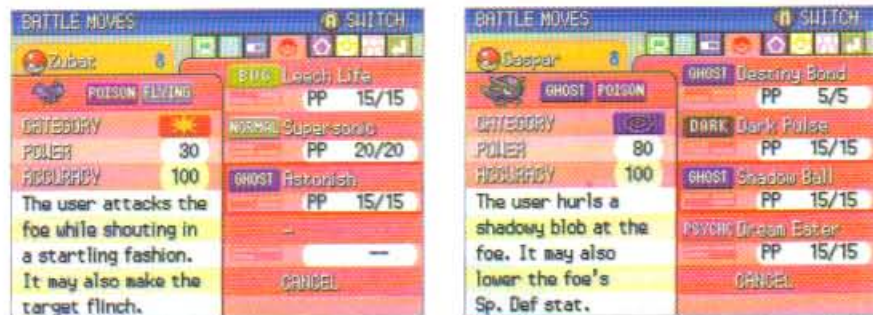 BATTLE MOVES
A SWITCH
Zubat 8
POISON FLYING
CATEGORY
POWER 30
ACCURACY 100
The user attacks the
foe while shouting in
a startling fashion.
It may also make the
target flinch.
BUG Leech Life
PP 15/15
NORMAL Supersonic
PP 20/20
GHOST Astonish
PP 15/15
-
--
CANCEL
BATTLE MOVES
A SWITCH
Gaspar 8
GHOST POISON
CATEGORY
POWER 80
ACCURACY 100
The user hurls a
shadowy blob at the
foe. It may also
lower the foe's
Sp. Def stat.
GHOST Destiny Bond
PP 5/5
DARK Dark Pulse
PP 15/15
GHOST Shadow Ball
PP 15/15
PSYCHC Dream Eater
PP 15/15
CANCEL